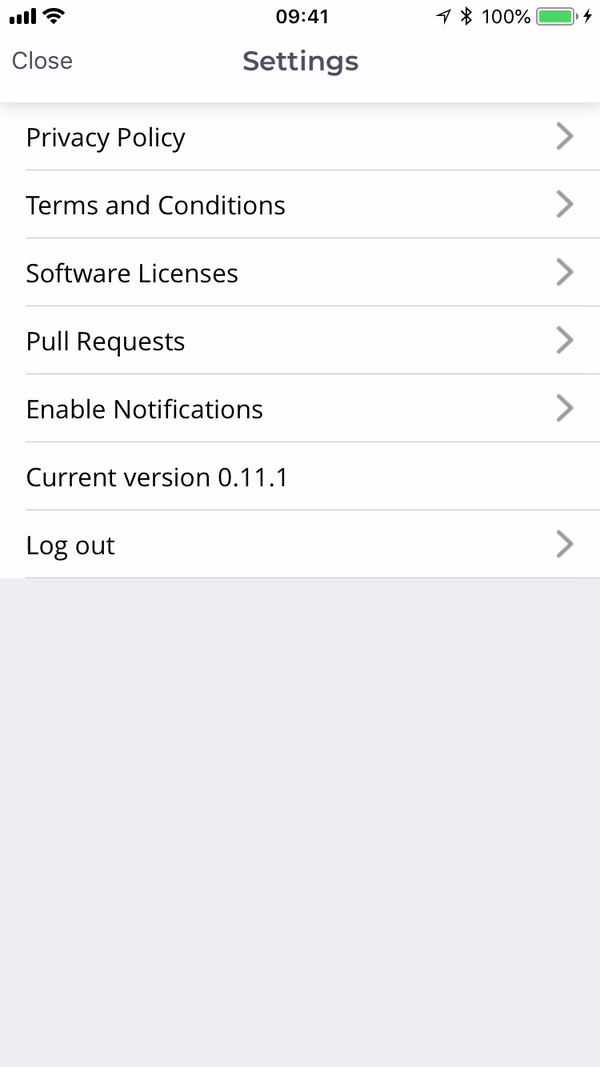 09:41
100%
Close
Settings
Privacy Policy
Terms and Conditions
Software Licenses
Pull Requests
Enable Notifications
Current version 0.11.1
Log out